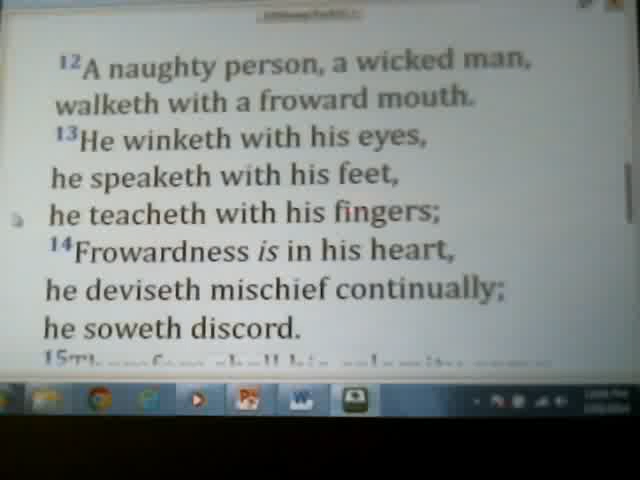 12A naughty person, a wicked man,
walketh with a froward mouth.
13He winketh with his eyes,
he speaketh with his feet,
he teacheth with his fingers;
14Frowardness is in his heart,
he deviseth mischief continually;
he soweth discord.
15